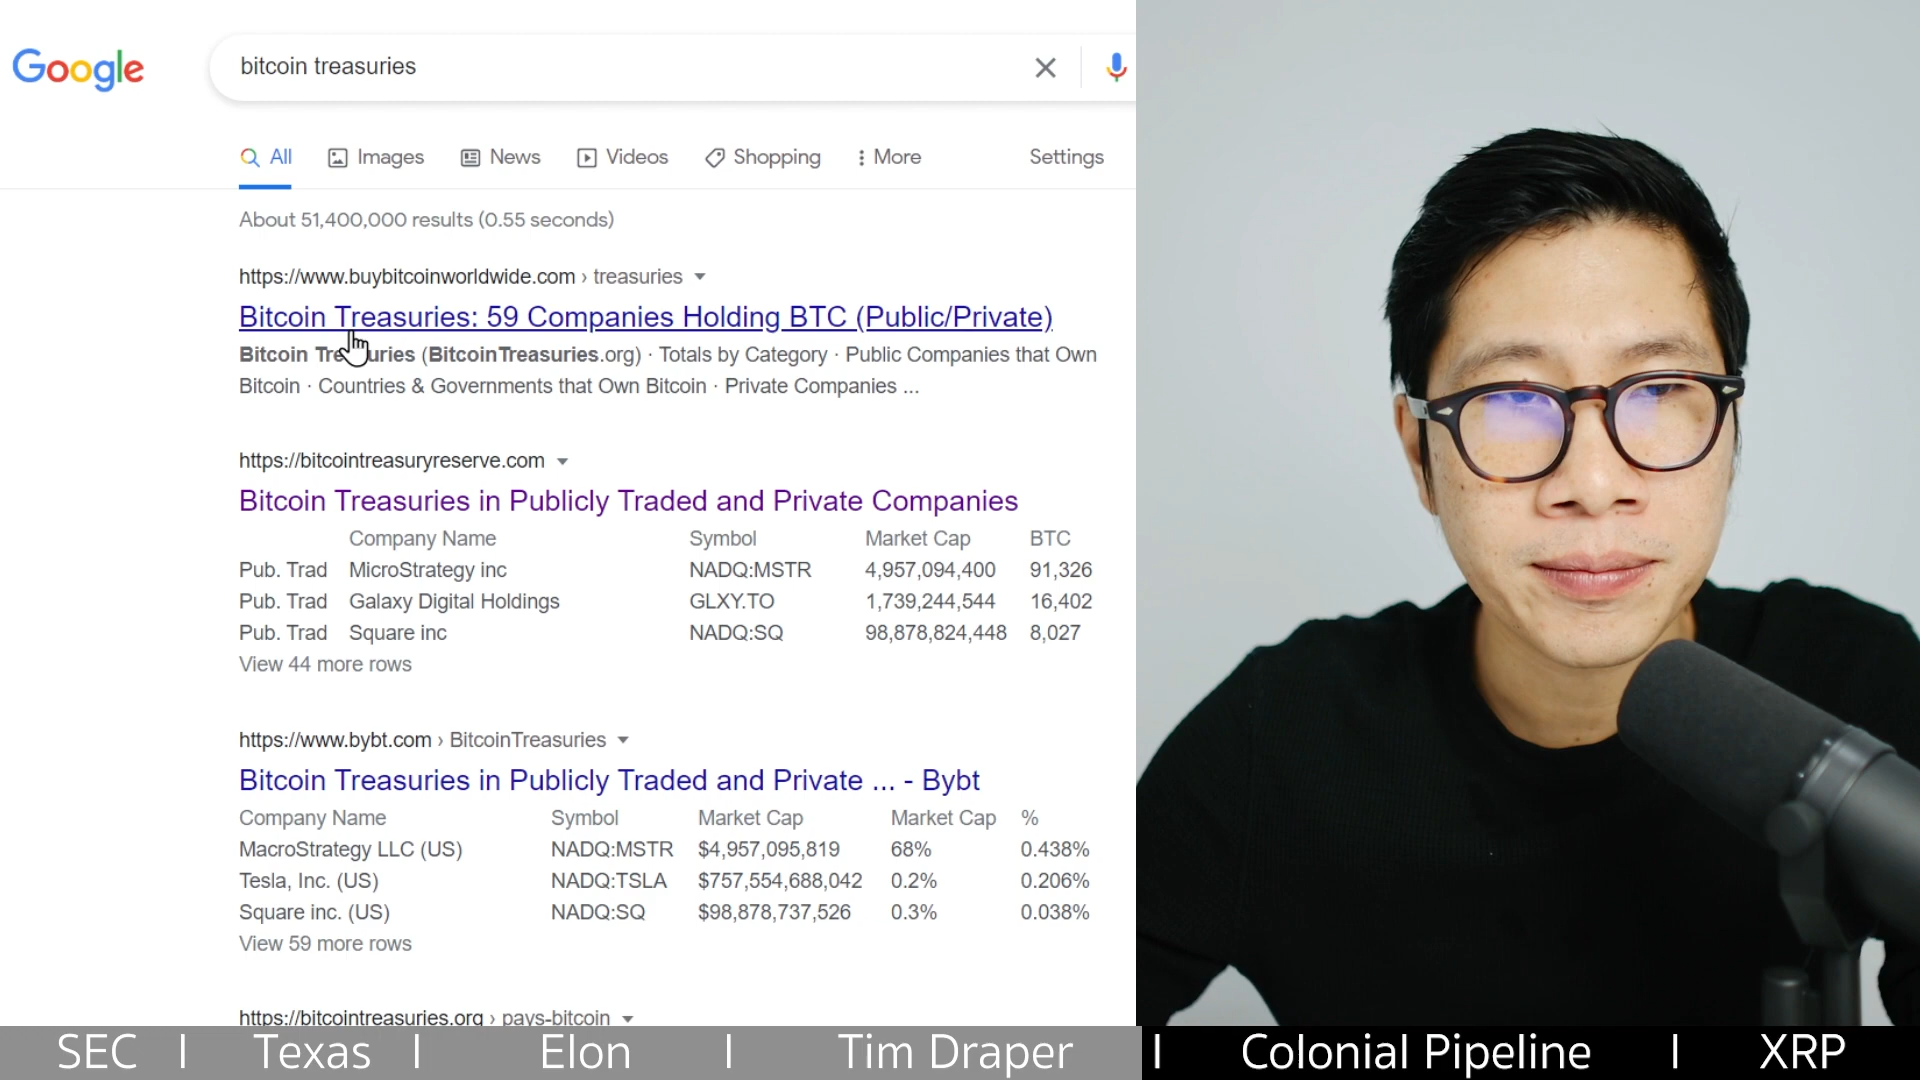 Google
bitcoin treasuries
All Images News Videos Shopping More Settings
About 51,400,000 results (0.55 seconds)
https://www.buybitcoinworldwide.com › treasuries
Bitcoin Treasuries: 59 Companies Holding BTC (Public/Private)
Bitcoin Treasuries (BitcoinTreasuries.org) · Totals by Category · Public Companies that Own
Bitcoin · Countries & Governments that Own Bitcoin · Private Companies ...
https://bitcointreasuryreserve.com
Bitcoin Treasuries in Publicly Traded and Private Companies
Company Name Symbol Market Cap BTC
Pub. Trad MicroStrategy inc NADQ:MSTR 4,957,094,400 91,326
Pub. Trad Galaxy Digital Holdings GLXY.TO 1,739,244,544 16,402
Pub. Trad Square inc NADQ:SQ 98,878,824,448 8,027
View 44 more rows
https://www.bybt.com › BitcoinTreasuries
Bitcoin Treasuries in Publicly Traded and Private ... - Bybt
Company Name Symbol Market Cap Market Cap %
MacroStrategy LLC (US) NADQ:MSTR $4,957,095,819 68% 0.438%
Tesla, Inc. (US) NADQ:TSLA $757,554,688,042 0.2% 0.206%
Square inc. (US) NADQ:SQ $98,878,737,526 0.3% 0.038%
View 59 more rows
https://bitcointreasuries.org › pays-bitcoin
SEC | Texas | Elon | Tim Draper | Colonial Pipeline | XRP